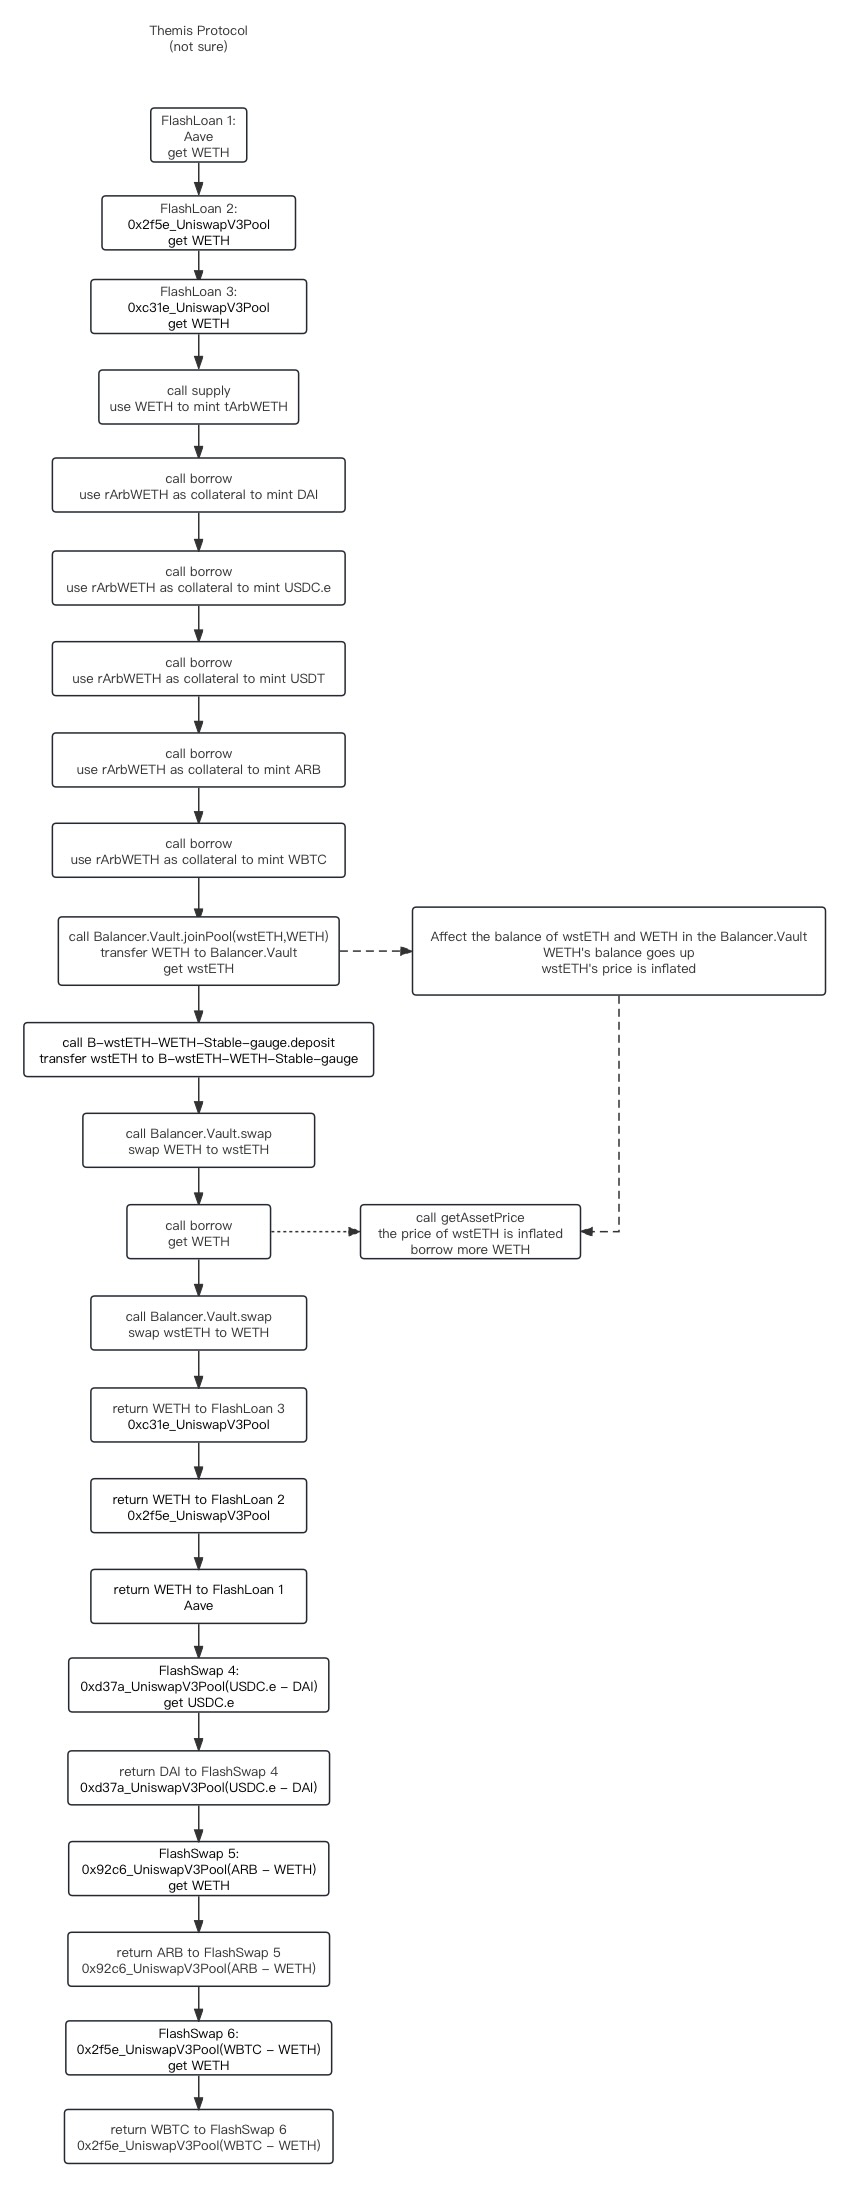 Themis Protocol
(not sure)
FlashLoan 1:
Aave
get WETH
FlashLoan 2:
0x2f5e_UniswapV3Pool
get WETH
FlashLoan 3:
0xc31e_UniswapV3Pool
get WETH
call supply
use WETH to mint tArbWETH
call borrow
use rArbWETH as collateral to mint DAI
call borrow
use rArbWETH as collateral to mint USDC.e
call borrow
use rArbWETH as collateral to mint USDT
call borrow
use rArbWETH as collateral to mint ARB
call borrow
use rArbWETH as collateral to mint WBTC
call Balancer.Vault.joinPool(wstETH,WETH)
transfer WETH to Balancer.Vault
get wstETH
Affect the balance of wstETH and WETH in the Balancer.Vault
WETH's balance goes up
wstETH's price is inflated
call B-wstETH-WETH-Stable-gauge.deposit
transfer wstETH to B-wstETH-WETH-Stable-gauge
call Balancer.Vault.swap
swap WETH to wstETH
call borrow
get WETH
call getAssetPrice
the price of wstETH is inflated
borrow more WETH
call Balancer.Vault.swap
swap wstETH to WETH
return WETH to FlashLoan 3
0xc31e_UniswapV3Pool
return WETH to FlashLoan 2
0x2f5e_UniswapV3Pool
return WETH to FlashLoan 1
Aave
FlashSwap 4:
0xd37a_UniswapV3Pool(USDC.e - DAI)
get USDC.e
return DAI to FlashSwap 4
0xd37a_UniswapV3Pool(USDC.e - DAI)
FlashSwap 5:
0x92c6_UniswapV3Pool(ARB - WETH)
get WETH
return ARB to FlashSwap 5
0x92c6_UniswapV3Pool(ARB - WETH)
FlashSwap 6:
0x2f5e_UniswapV3Pool(WBTC - WETH)
get WETH
return WBTC to FlashSwap 6
0x2f5e_UniswapV3Pool(WBTC - WETH)